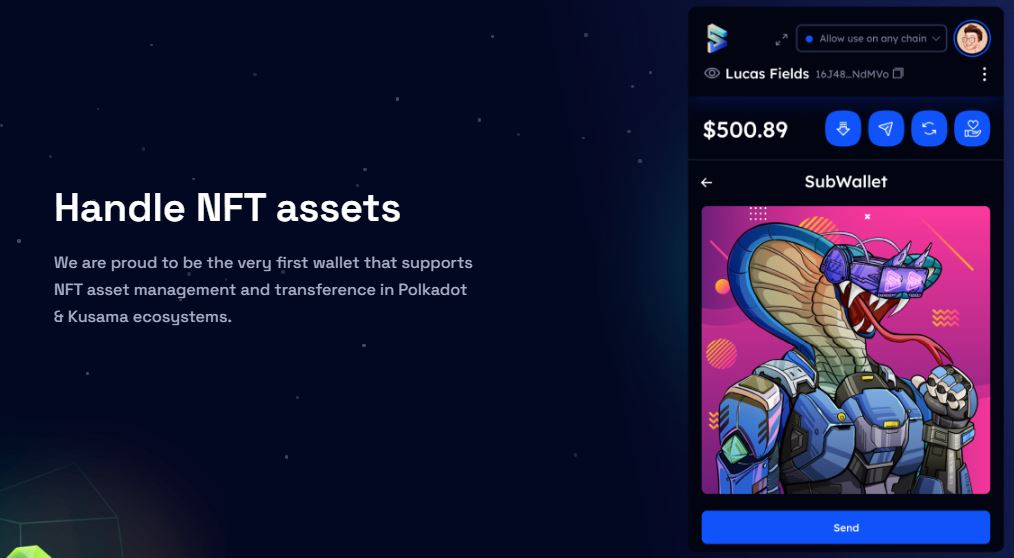 Allow use on any chain
Lucas Fields 16J48...NdMVo
$500.89
SubWallet
Handle NFT assets
We are proud to be the very first wallet that supports
NFT asset management and transference in Polkadot
& Kusama ecosystems.
Send